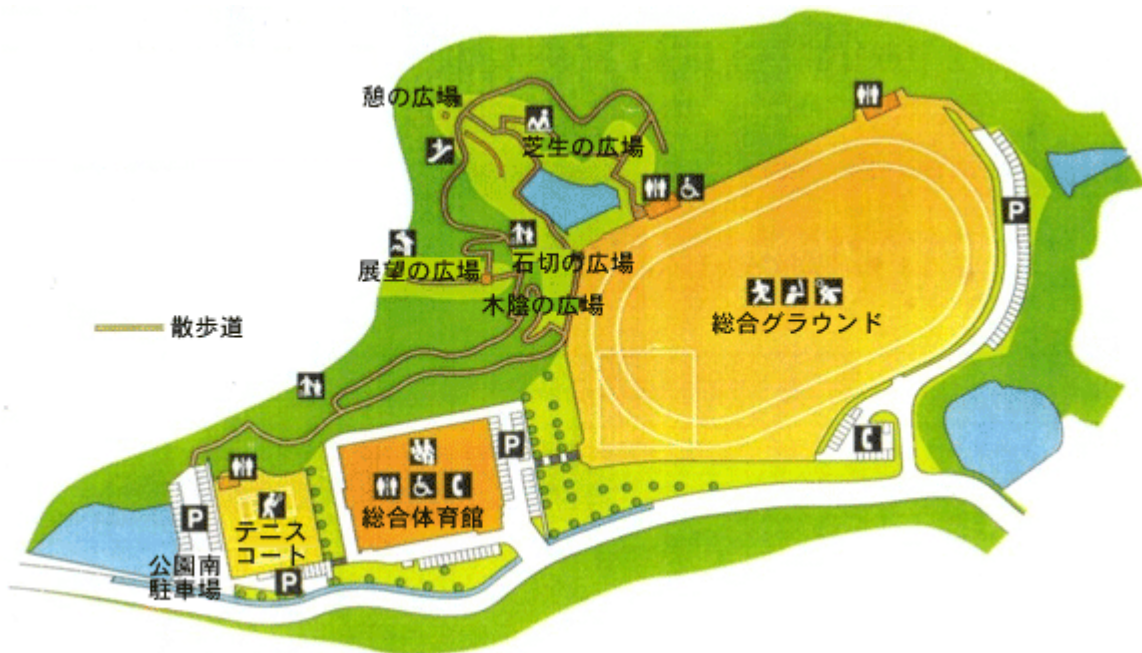 憩の広場
芝生の広場
展望の広場
石切の広場
木陰の広場
散歩道
総合グラウンド
P
P
総合体育館
P
テニス
コート
公園南
駐車場
P